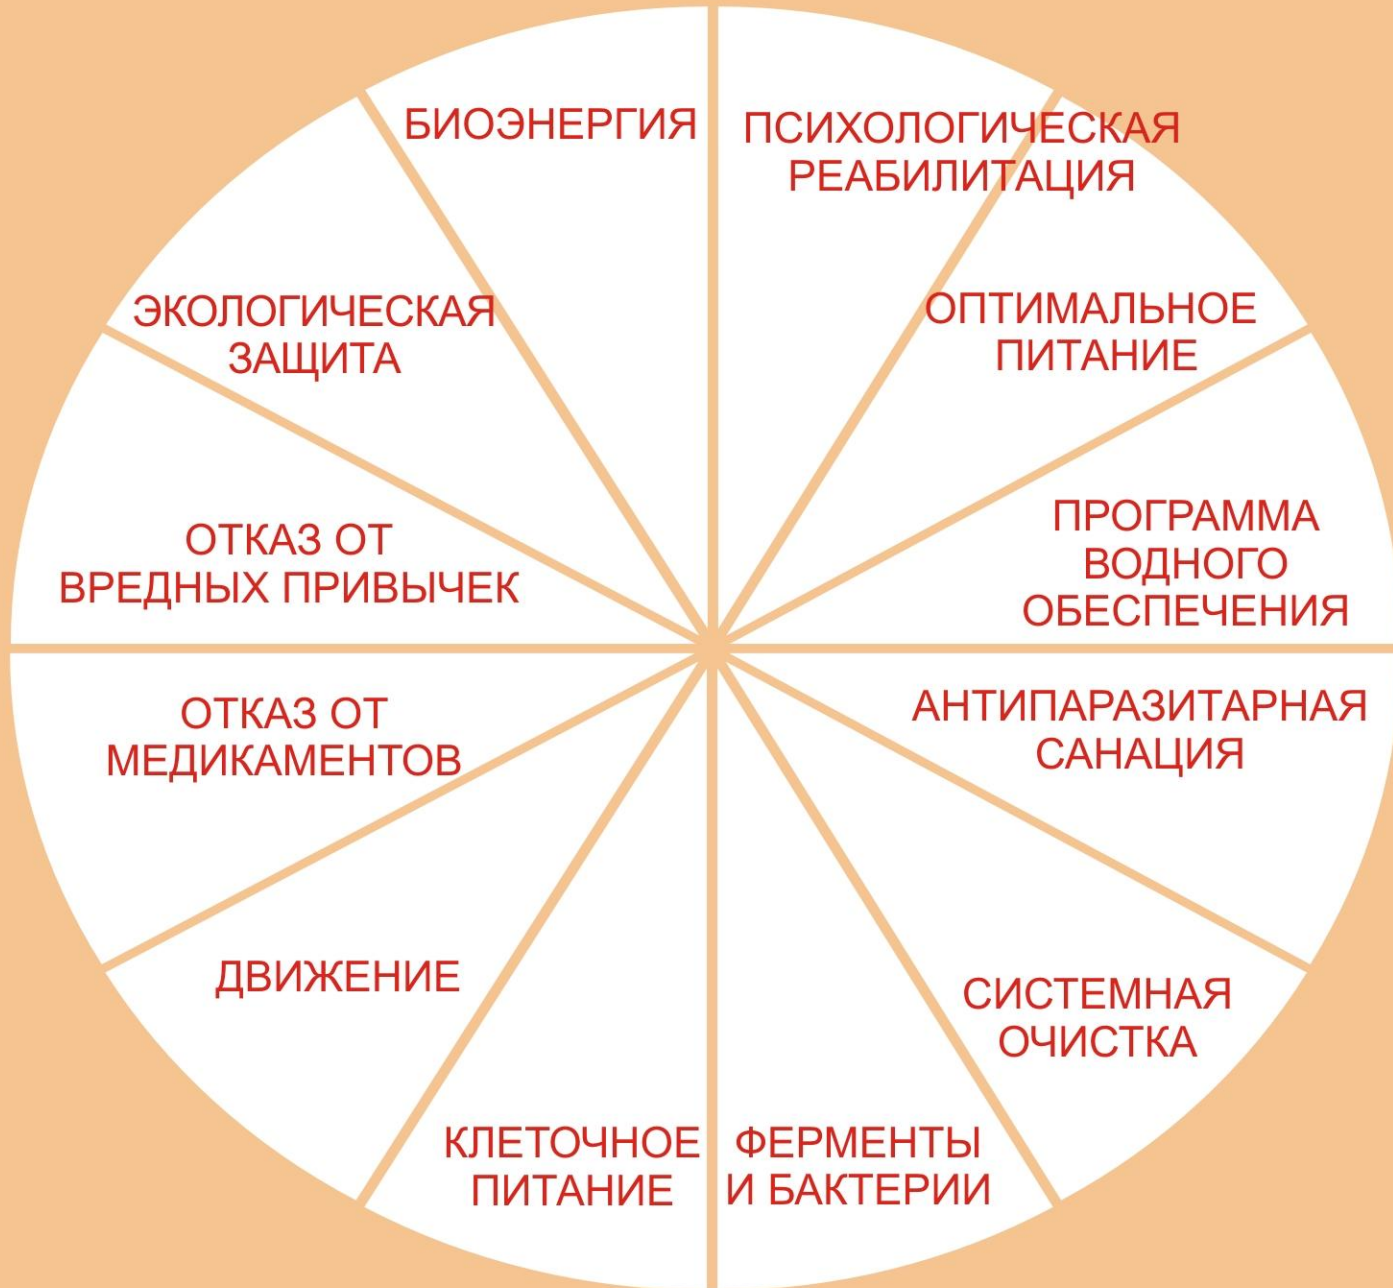 БИОЭНЕРГИЯ
ПСИХОЛОГИЧЕСКАЯ
РЕАБИЛИТАЦИЯ
ОПТИМАЛЬНОЕ
ПИТАНИЕ
ПРОГРАММА
ВОДНОГО
ОБЕСПЕЧЕНИЯ
АНТИПАРАЗИТАРНАЯ
САНАЦИЯ
СИСТЕМНАЯ
ОЧИСТКА
ФЕРМЕНТЫ
И БАКТЕРИИ
КЛЕТОЧНОЕ
ПИТАНИЕ
ДВИЖЕНИЕ
ОТКАЗ ОТ
МЕДИКАМЕНТОВ
ОТКАЗ ОТ
ВРЕДНЫХ ПРИВЫЧЕК
ЭКОЛОГИЧЕСКАЯ
ЗАЩИТА